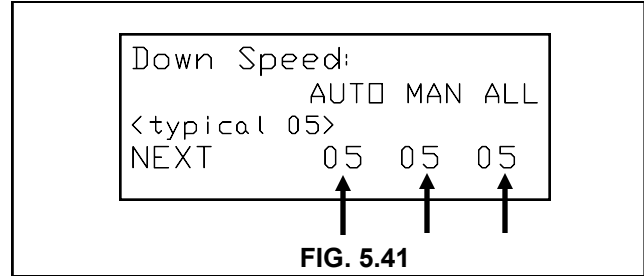 Down Speed:
AUTO MAN ALL
<typical 05>
NEXT 05 05 05
FIG. 5.41